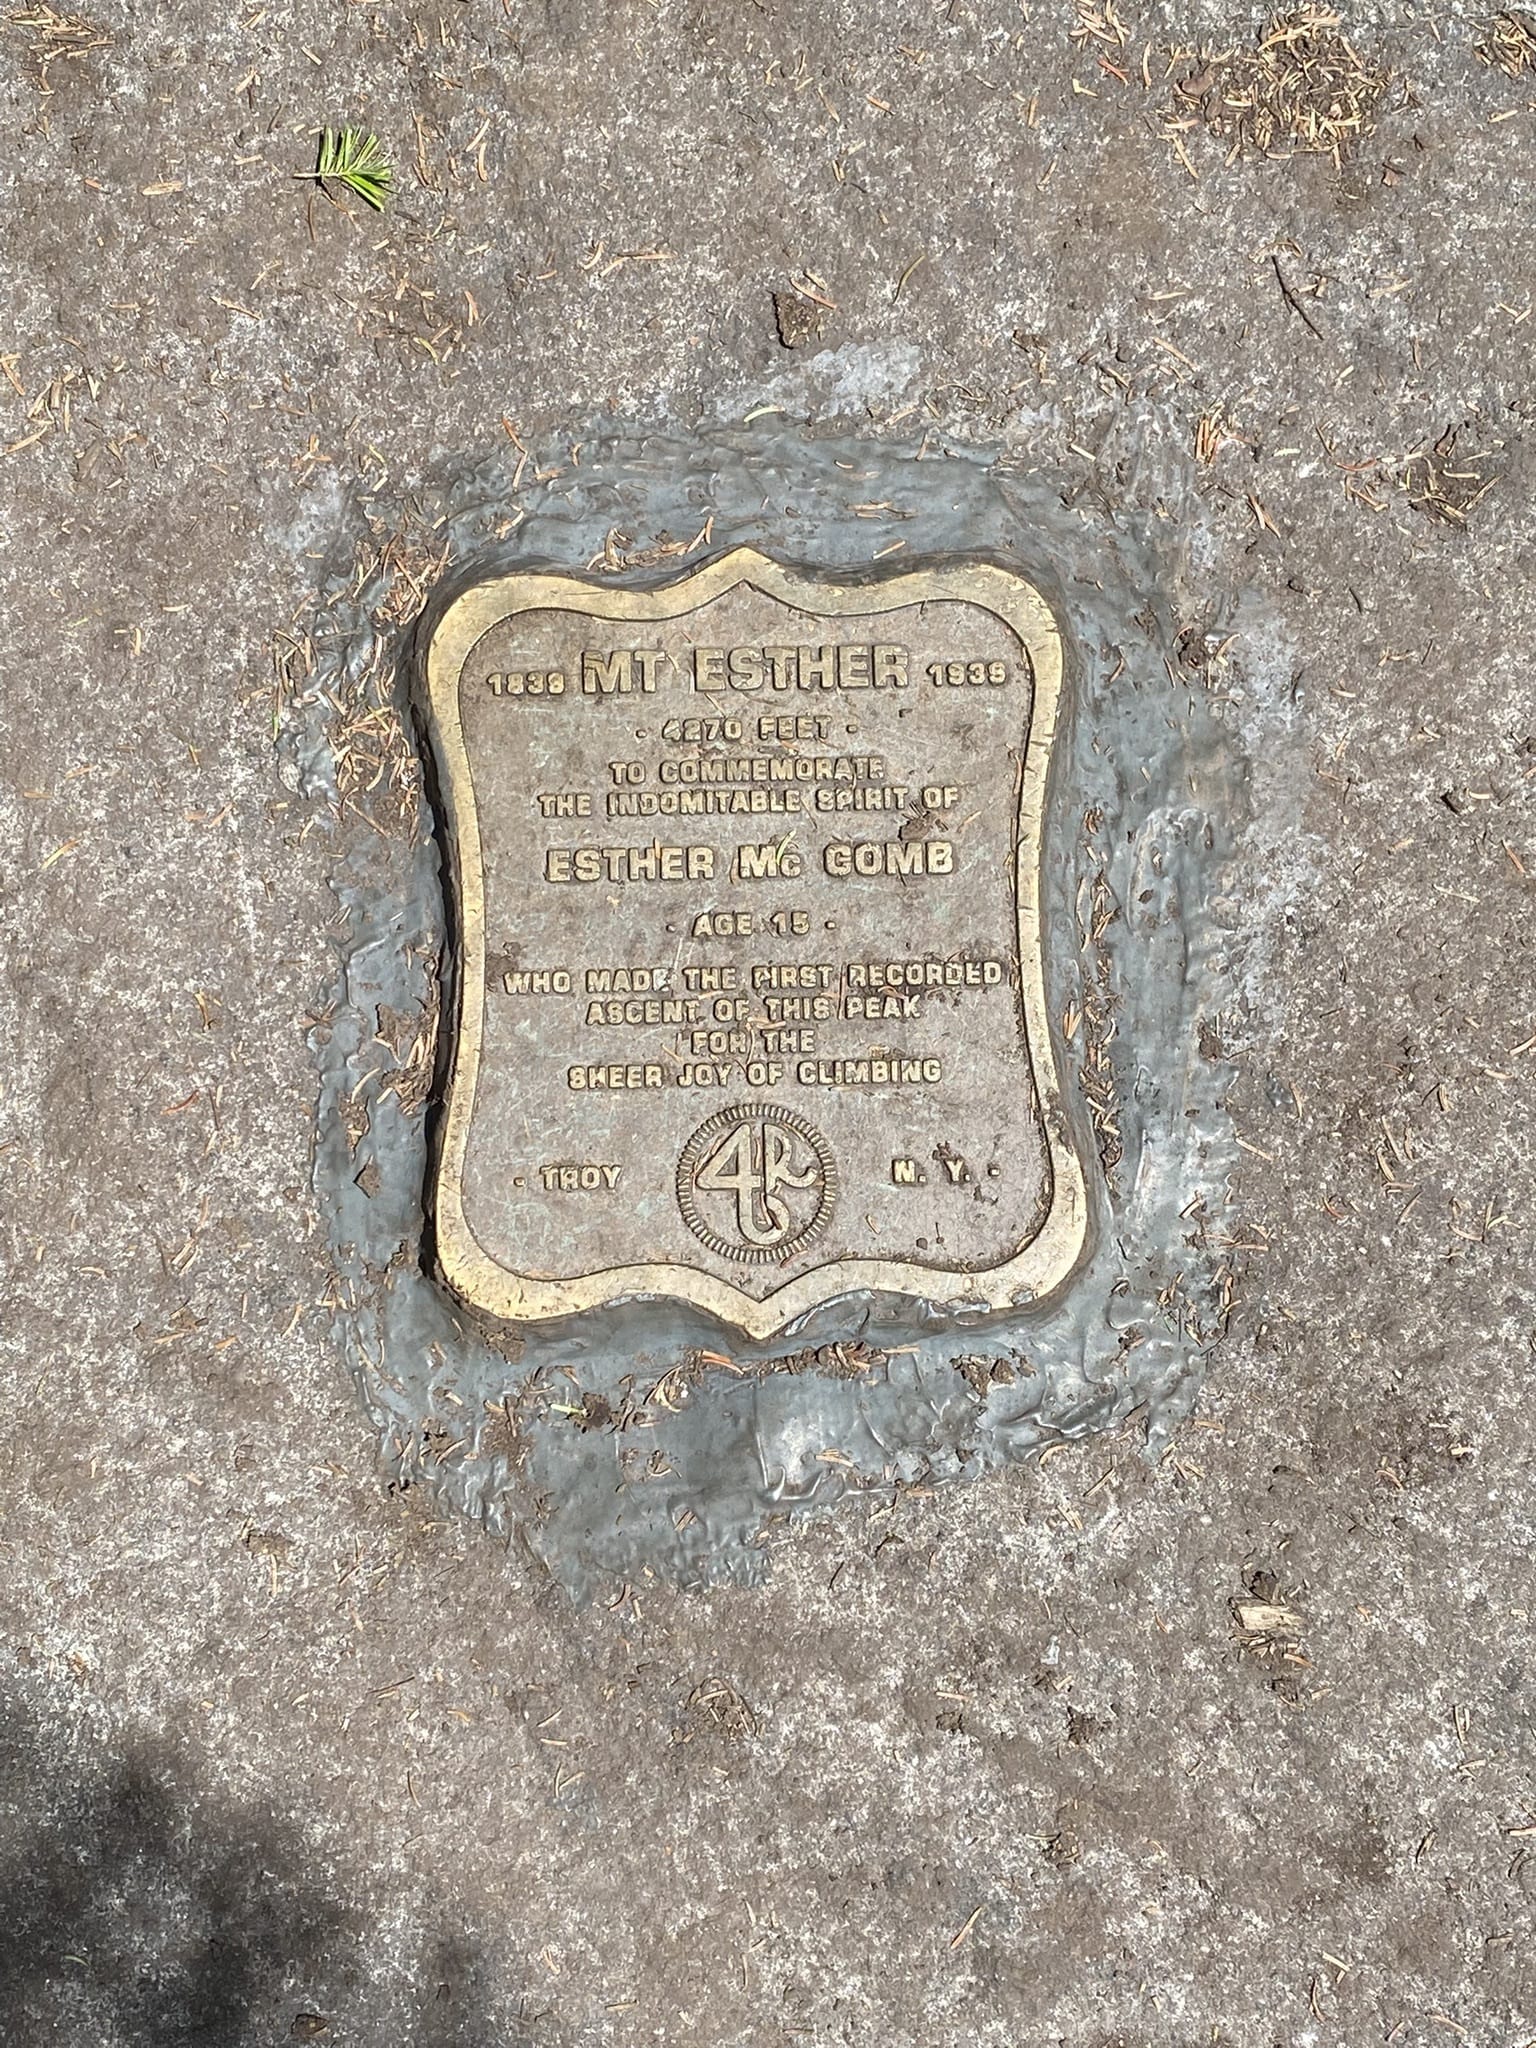 1839 MT ESTHER 1939
· 4270 FEET ·
TO COMMEMORATE
THE INDOMITABLE SPIRIT OF
ESTHER Mc COMB
· AGE 15 ·
WHO MADE THE FIRST RECORDED
ASCENT OF THIS PEAK
FOR THE
SHEER JOY OF CLIMBING
· TROY 46R N. Y. ·